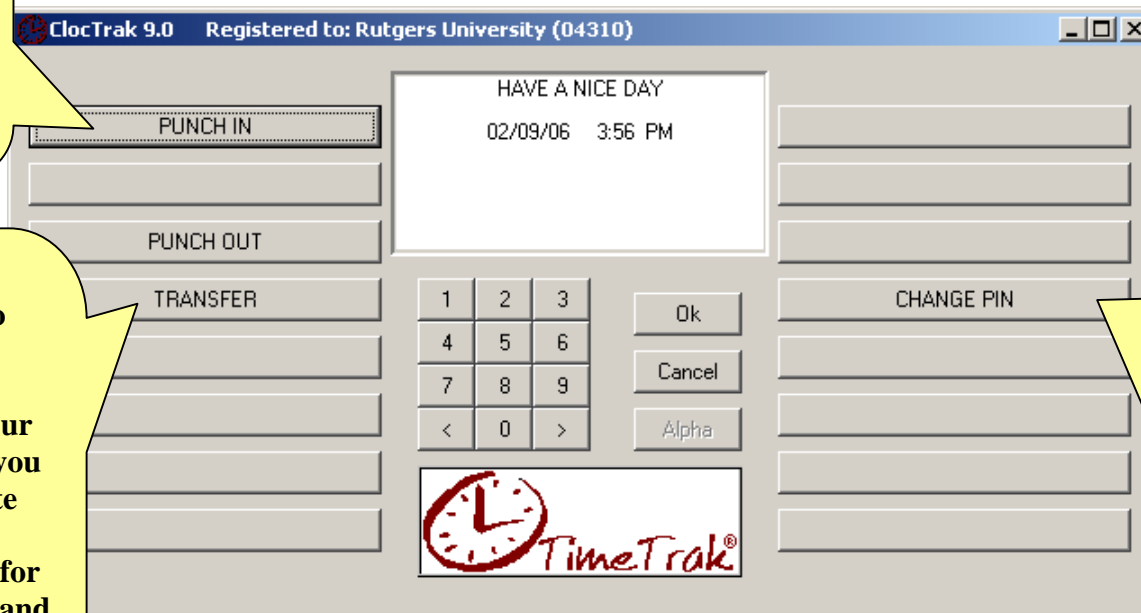 ClocTrak 9.0 Registered to: Rutgers University (04310)
HAVE A NICE DAY
02/09/06 3:56 PM
PUNCH IN
PUNCH OUT
TRANSFER
CHANGE PIN
1 2 3
4 5 6
7 8 9
< 0 >
Ok
Cancel
Alpha
TimeTrak®
ur
you
te
for
and